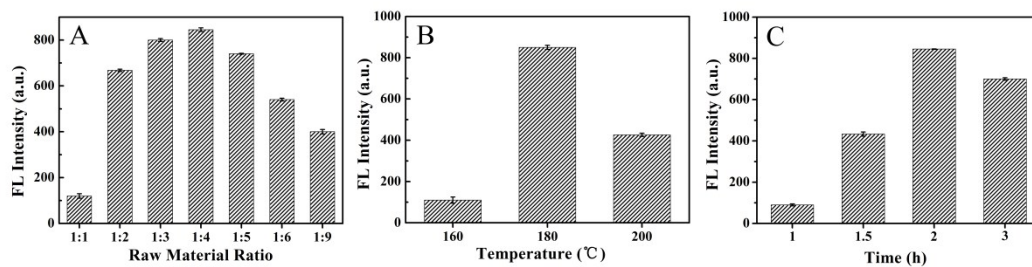 A
FL Intensity (a.u.)
800
600
400
200
0
1:1 1:2 1:3 1:4 1:5 1:6 1:9
Raw Material Ratio
B
FL Intensity (a.u.)
1000
800
600
400
200
0
160 180 200
Temperature (℃)
C
FL Intensity (a.u.)
1000
800
600
400
200
0
1 1.5 2 3
Time (h)